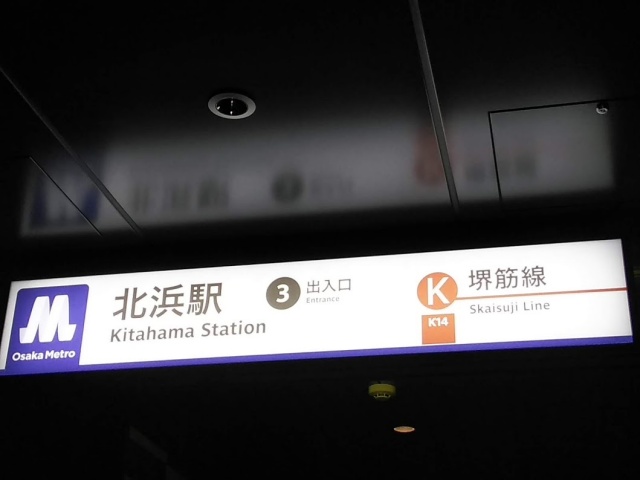 Osaka Metro
北浜駅
Kitahama Station
3
出入口
Entrance
K
K14
堺筋線
Skaisuji Line